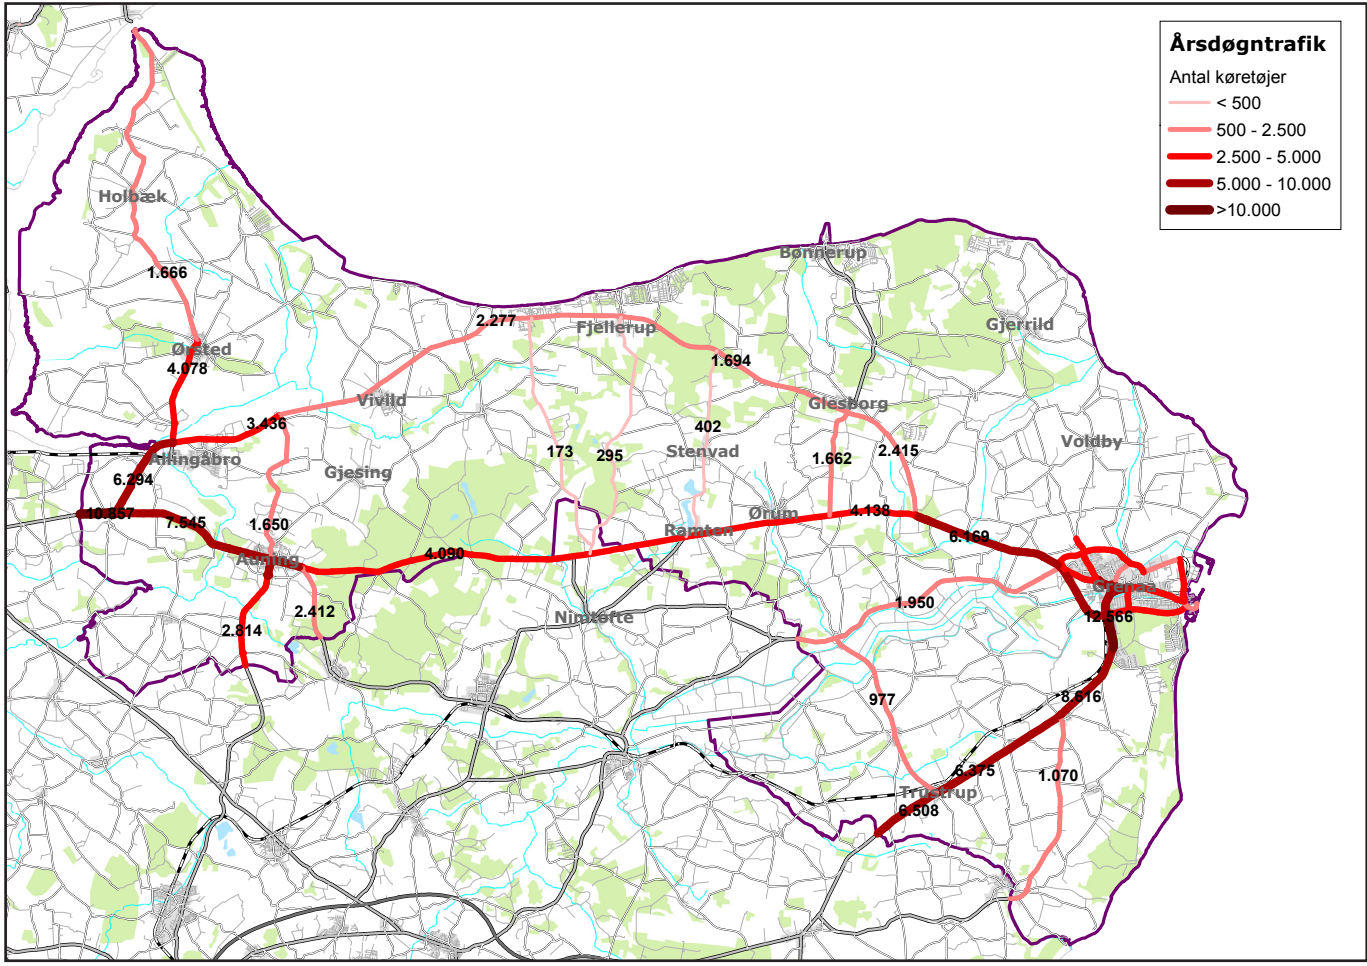 Årsdøgntrafik
Antal køretøjer
< 500
500 - 2.500
2.500 - 5.000
5.000 - 10.000
>10.000
Holbæk
Bønnerup
1.666
2.277
Fjellerup
Gjerrild
Ørsted
4.078
1.694
Vivild
Glesborg
3.436
402
Voldby
Allingåbro
173
295
Stenvad
1.662
2.415
Gjesing
6.294
10.857
7.545
1.650
Ørum
4.138
Ramten
6.169
4.090
Auning
Grenaa
1.950
2.412
Nimtofte
12.566
2.814
977
8.616
6.375
1.070
Trustrup
6.508